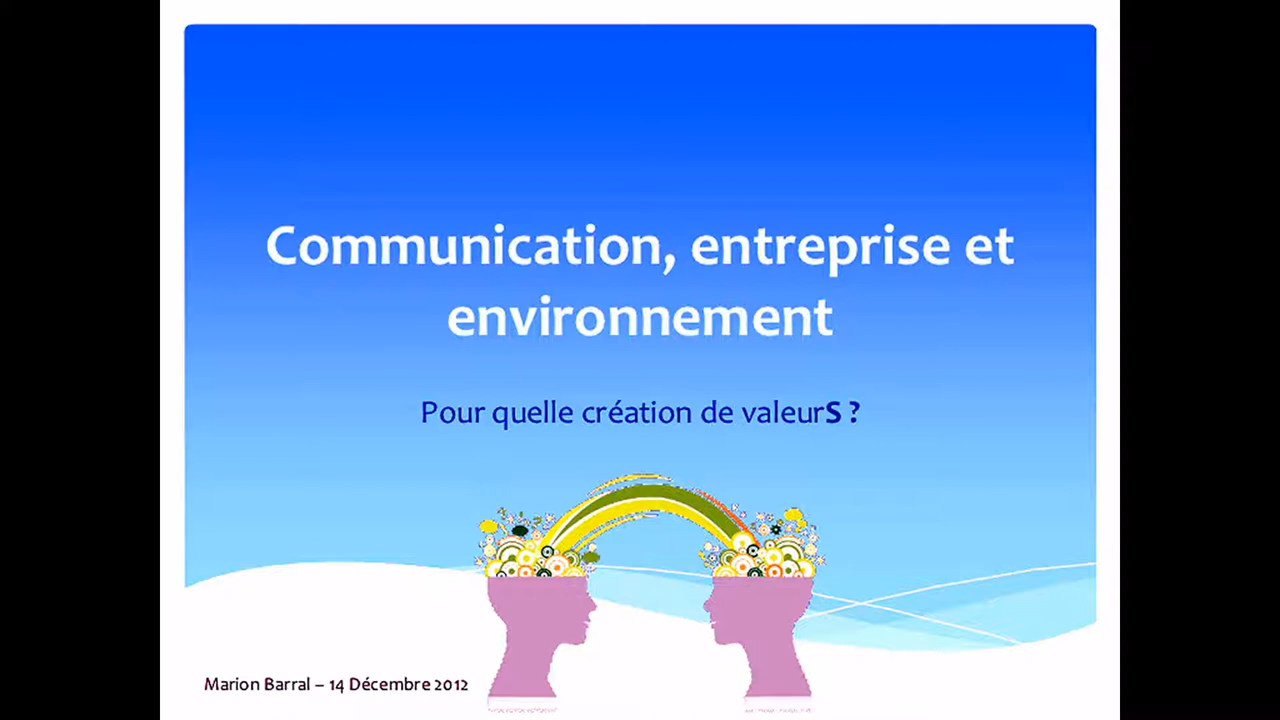 Communication, entreprise et
environnement
Pour quelle création de valeurS ?
Marion Barral – 14 Décembre 2012